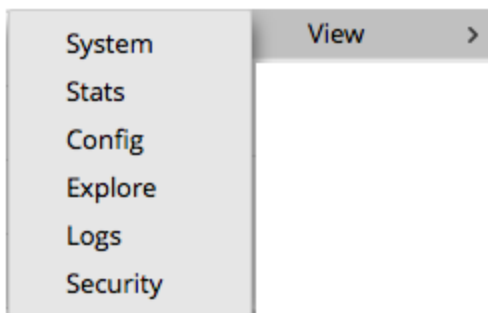 View >
System
Stats
Config
Explore
Logs
Security